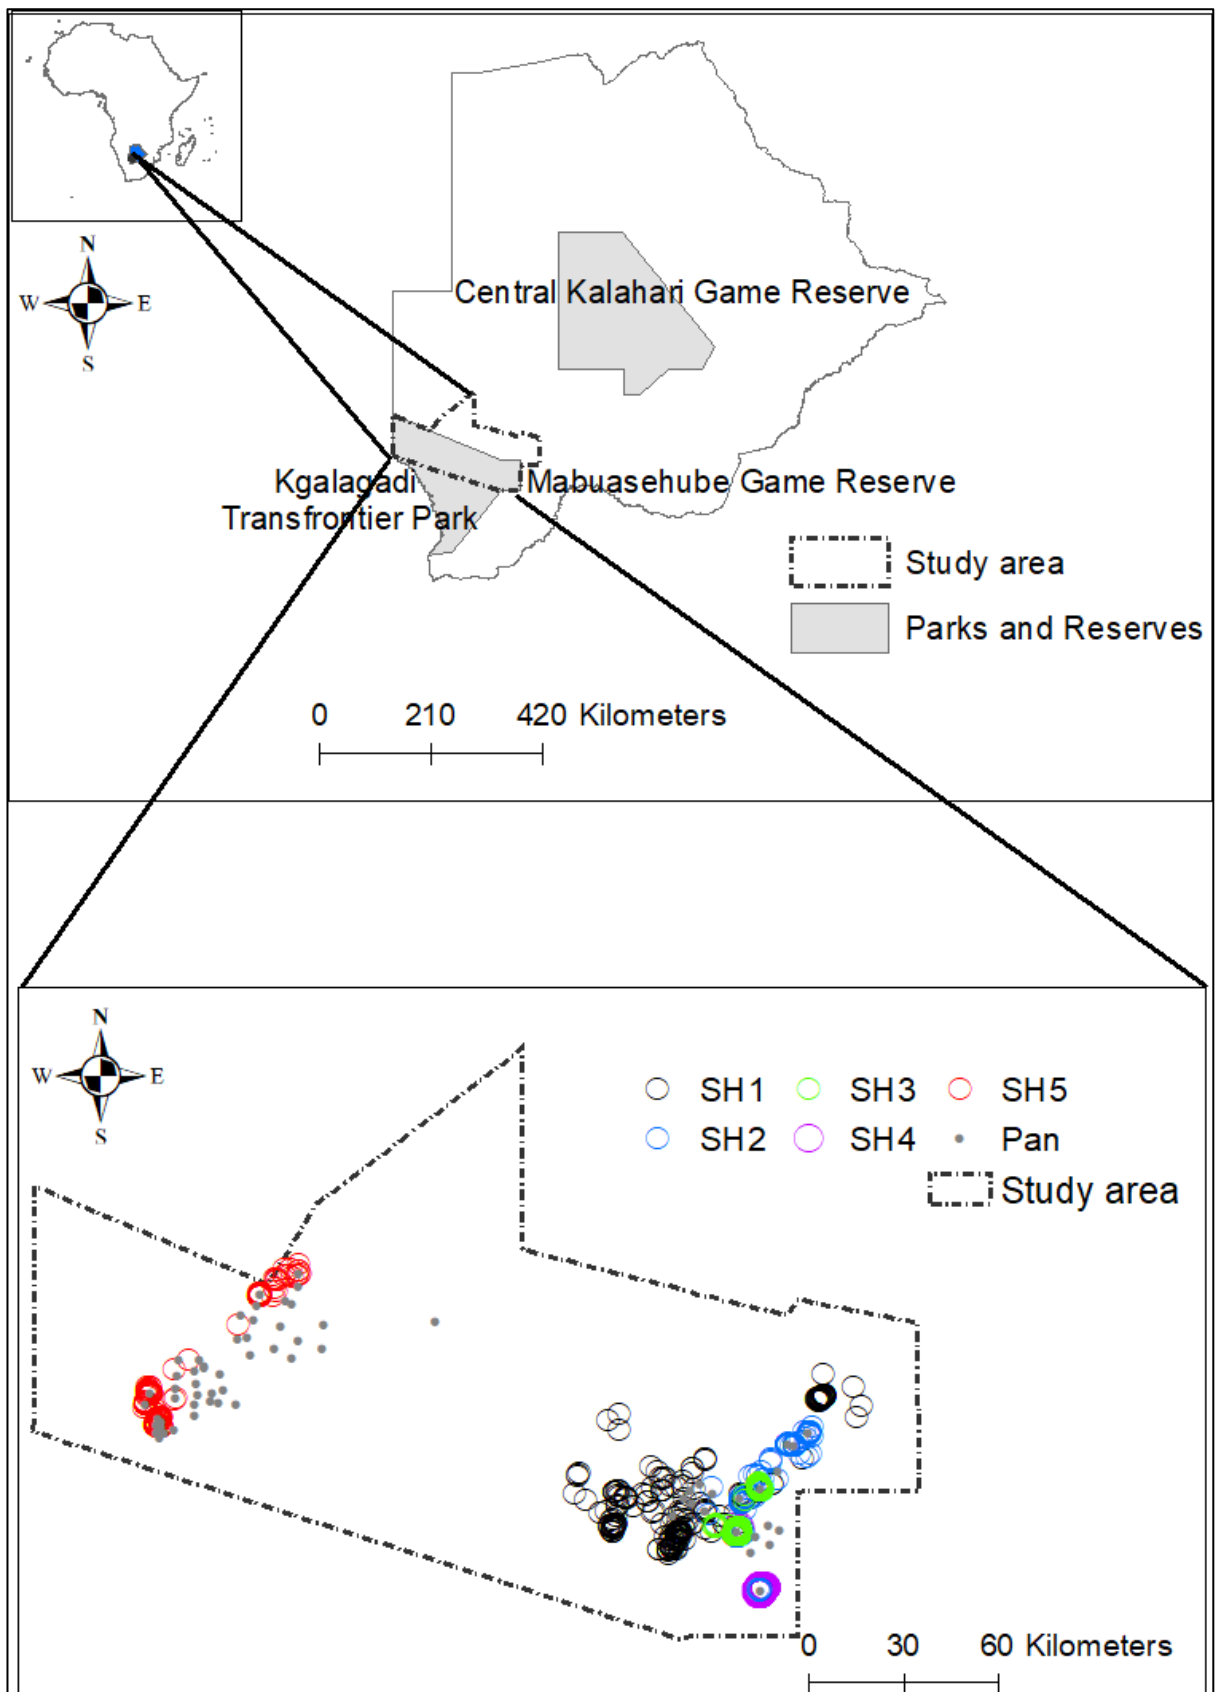 N
W E
S
Central Kalahari Game Reserve
Kgalagadi
Transfrontier Park
Mabuasehube Game Reserve
Study area
Parks and Reserves
0 210 420 Kilometers
N
W E
S
SH1 SH3 SH5
SH2 SH4 Pan
Study area
0 30 60 Kilometers